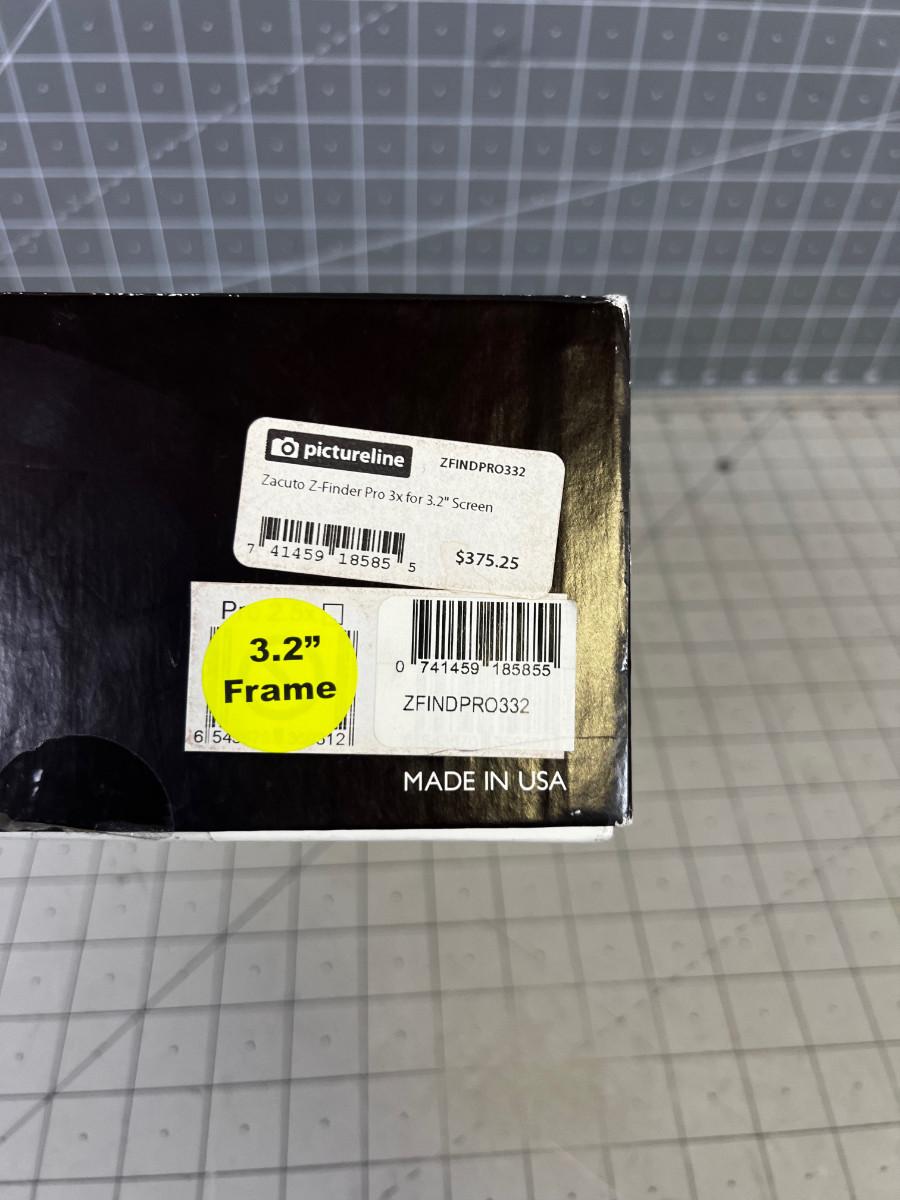 pictureline
ZFINDPRO332
Zacuto Z-Finder Pro 3x for 3.2" Screen
7 41459 18585 5
$375.25
3.2”
Frame
0 741459 185855
ZFINDPRO332
MADE IN USA